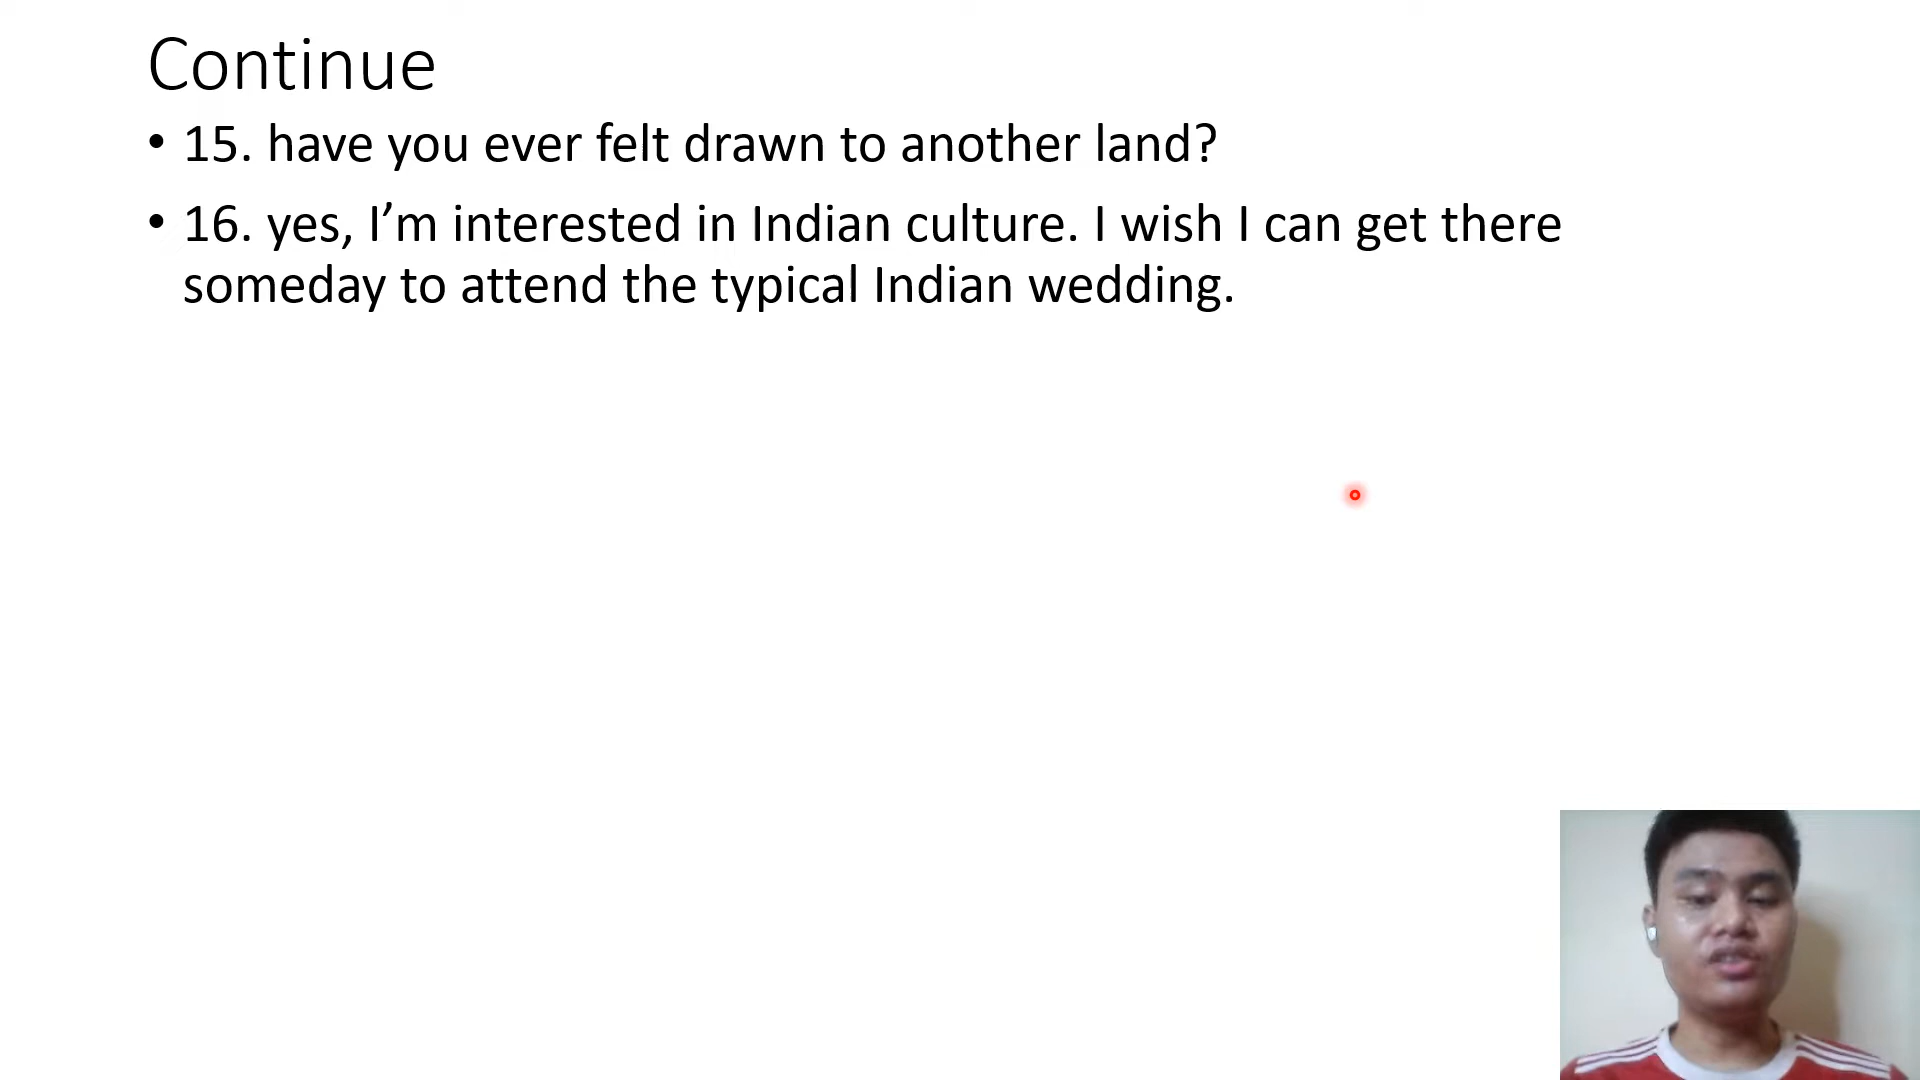 Continue
• 15. have you ever felt drawn to another land?
• 16. yes, I’m interested in Indian culture. I wish I can get there
someday to attend the typical Indian wedding.